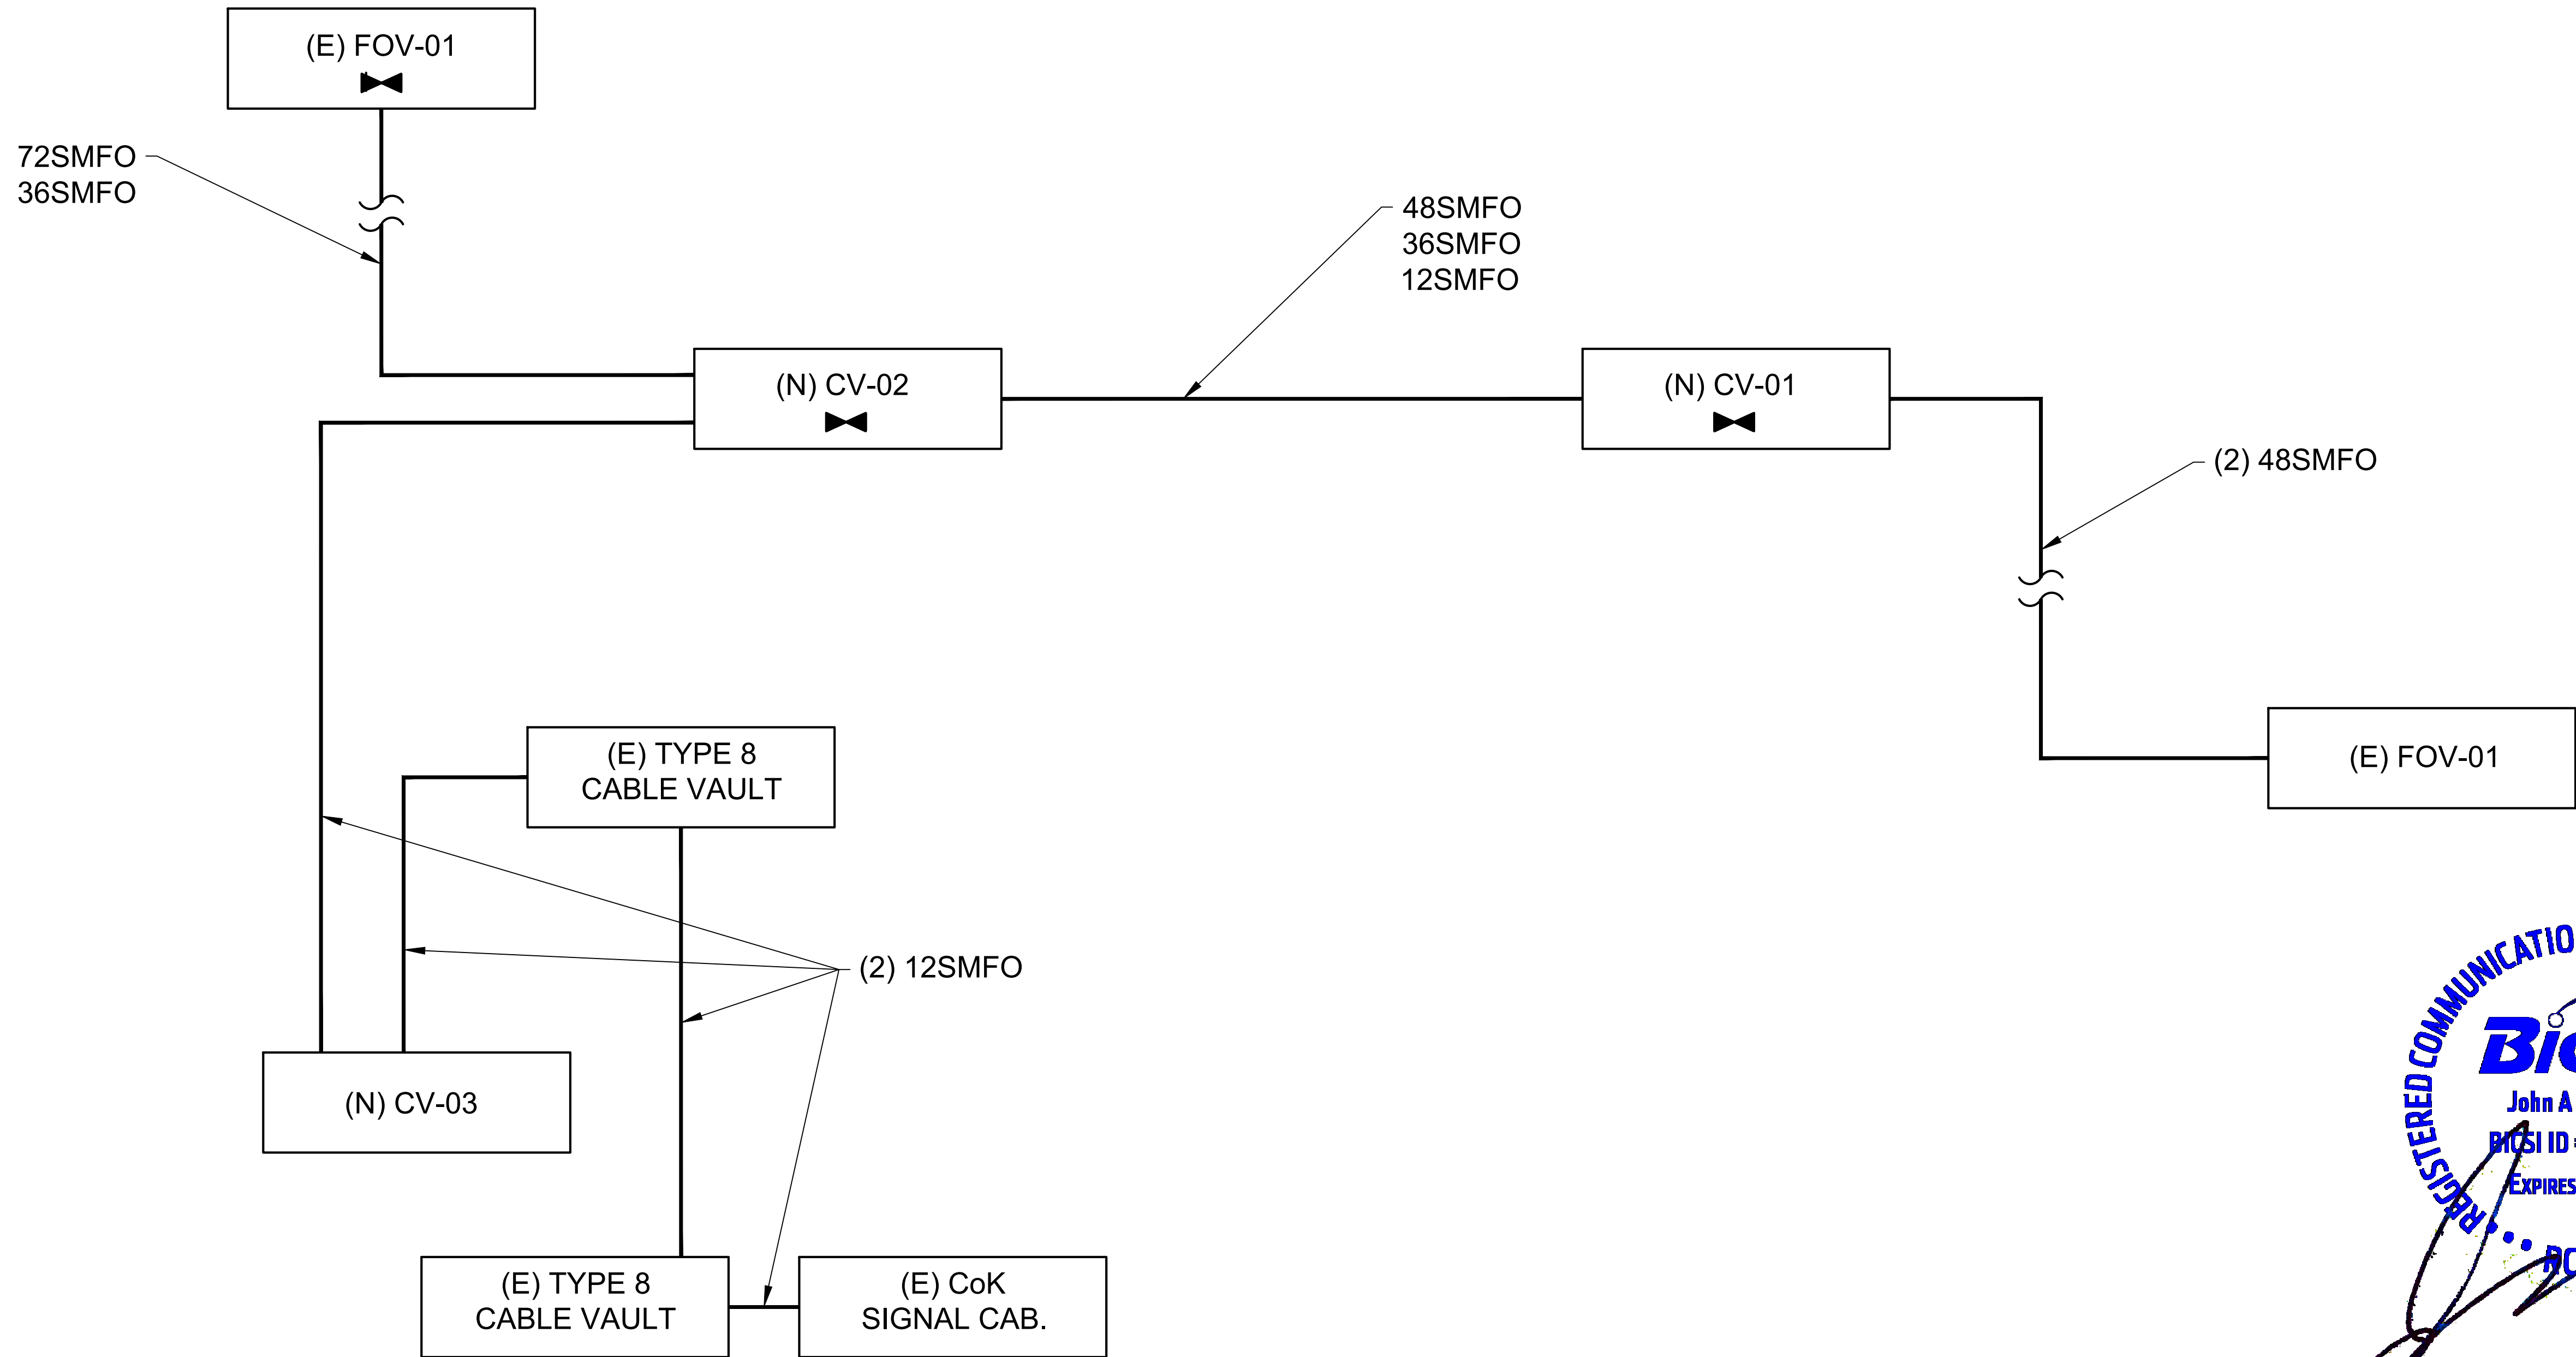 (E) FOV-01
72SMFO
36SMFO
48SMFO
36SMFO
12SMFO
(N) CV-02
(N) CV-01
(2) 48SMFO
(E) TYPE 8
CABLE VAULT
(E) FOV-01
(2) 12SMFO
(N) CV-03
(E) TYPE 8
CABLE VAULT
(E) CoK
SIGNAL CAB.
REGISTERED COMMUNICATIO
John A
BICSI ID
EXPIRES